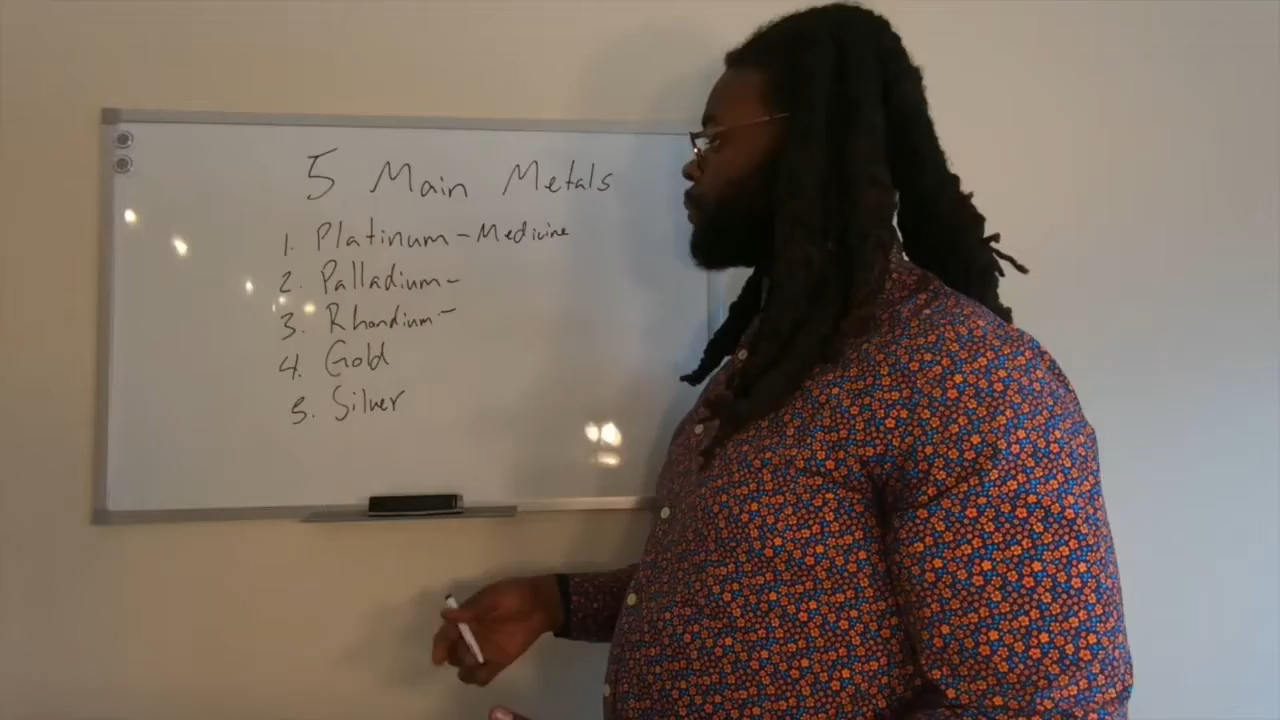 5 Main Metals
1. Platinum - Medicine
2. Palladium -
3. Rhondium -
4. Gold
5. Silver